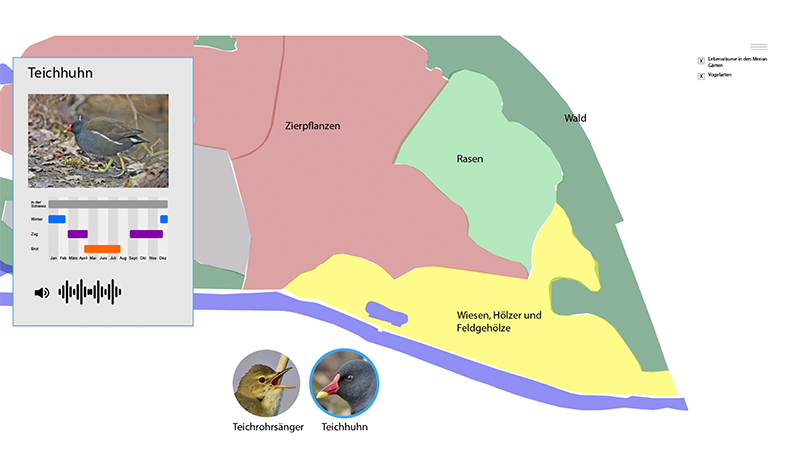 Teichhuhn
In der
Schweiz
Winter
Zug
Brut
Jan Feb März April Mai Juni Juli Aug Sept Okt Nov Dez
Zierpflanzen
Rasen
Wald
Wiesen, Hölzer und
Feldgehölze
X Lebensräume in den Merian
Gärten
X Vogelarten
Teichrohrsänger
Teichhuhn